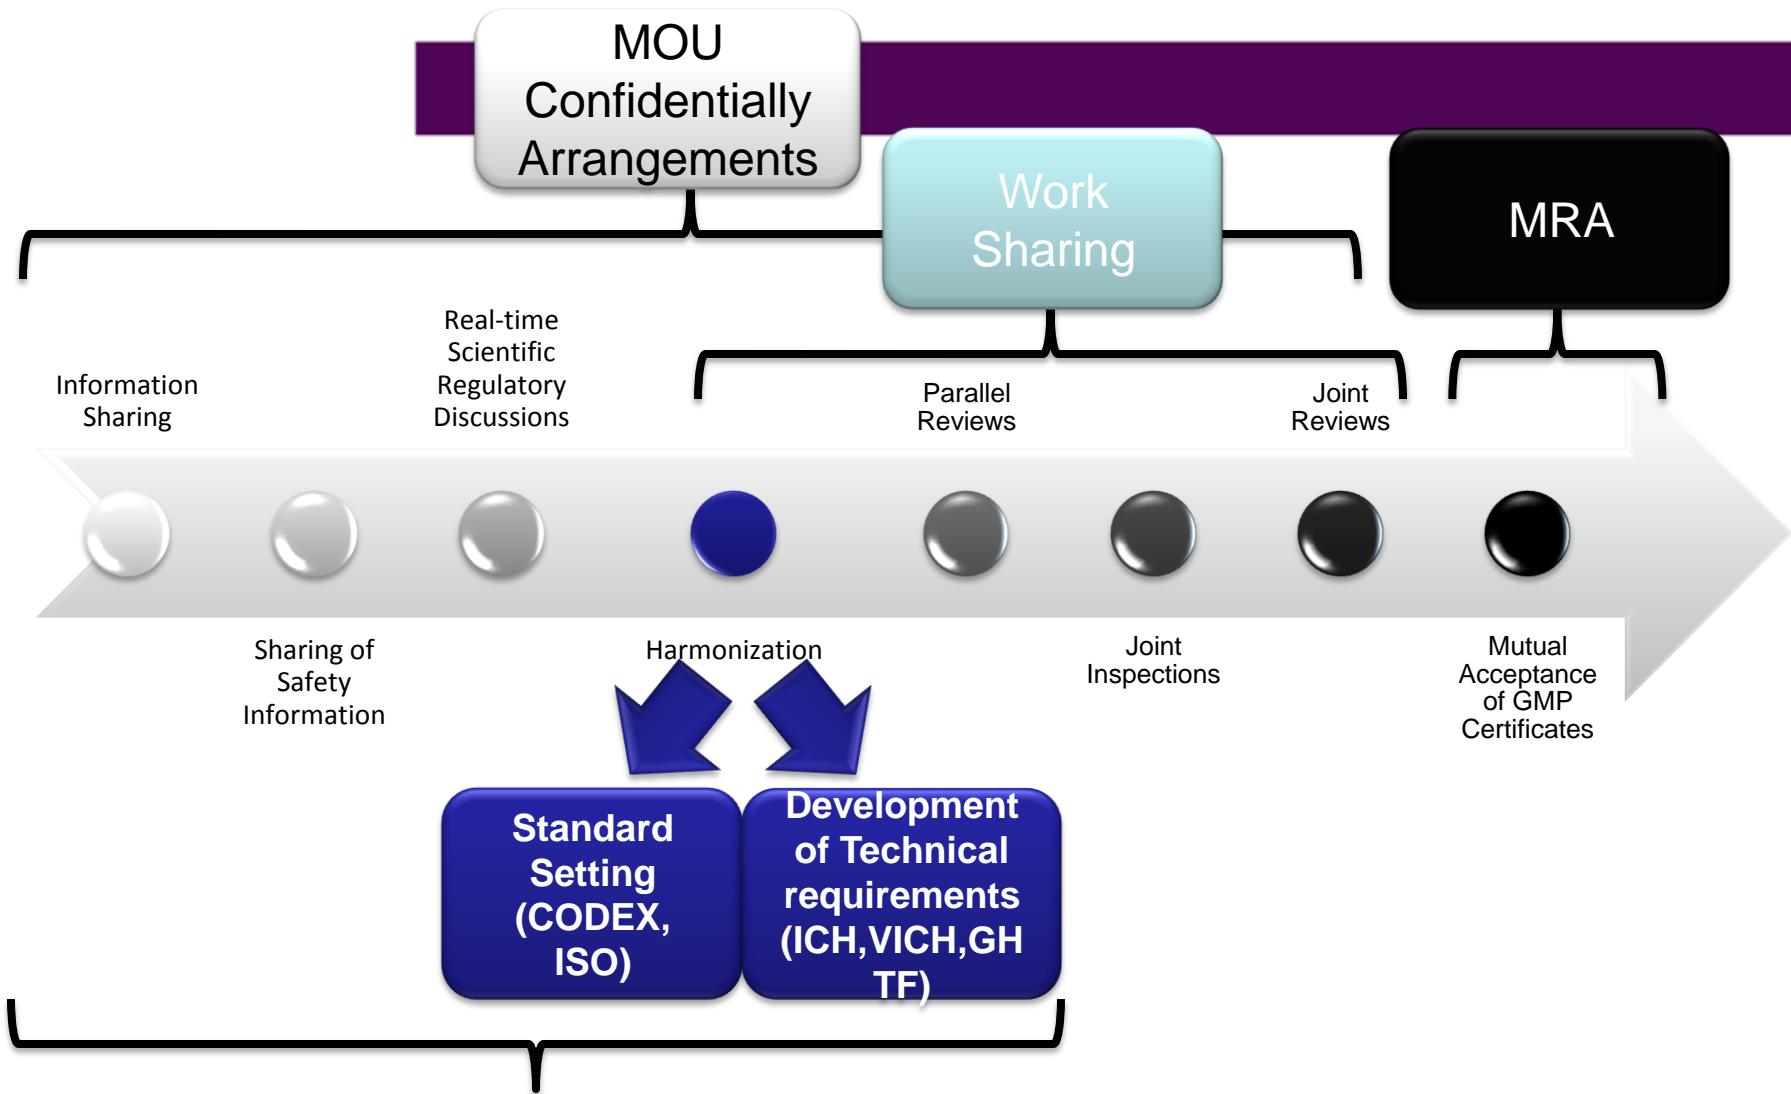 MOU
Confidentially
Arrangements
Work
Sharing
MRA
Information
Sharing
Real-time
Scientific
Regulatory
Discussions
Parallel
Reviews
Joint
Reviews
Sharing of
Safety
Information
Harmonization
Joint
Inspections
Mutual
Acceptance
of GMP
Certificates
Standard
Setting
(CODEX,
ISO)
Development
of Technical
requirements
(ICH,VICH,GH
TF)